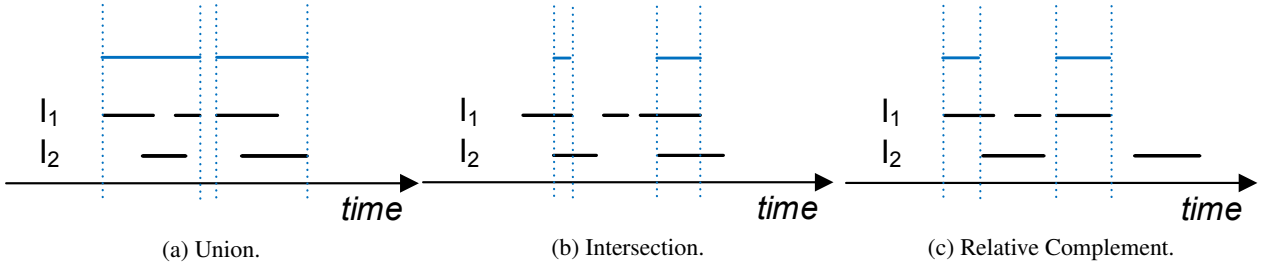 I₁
I₂
time
(a) Union.
I₁
I₂
time
(b) Intersection.
I₁
I₂
time
(c) Relative Complement.